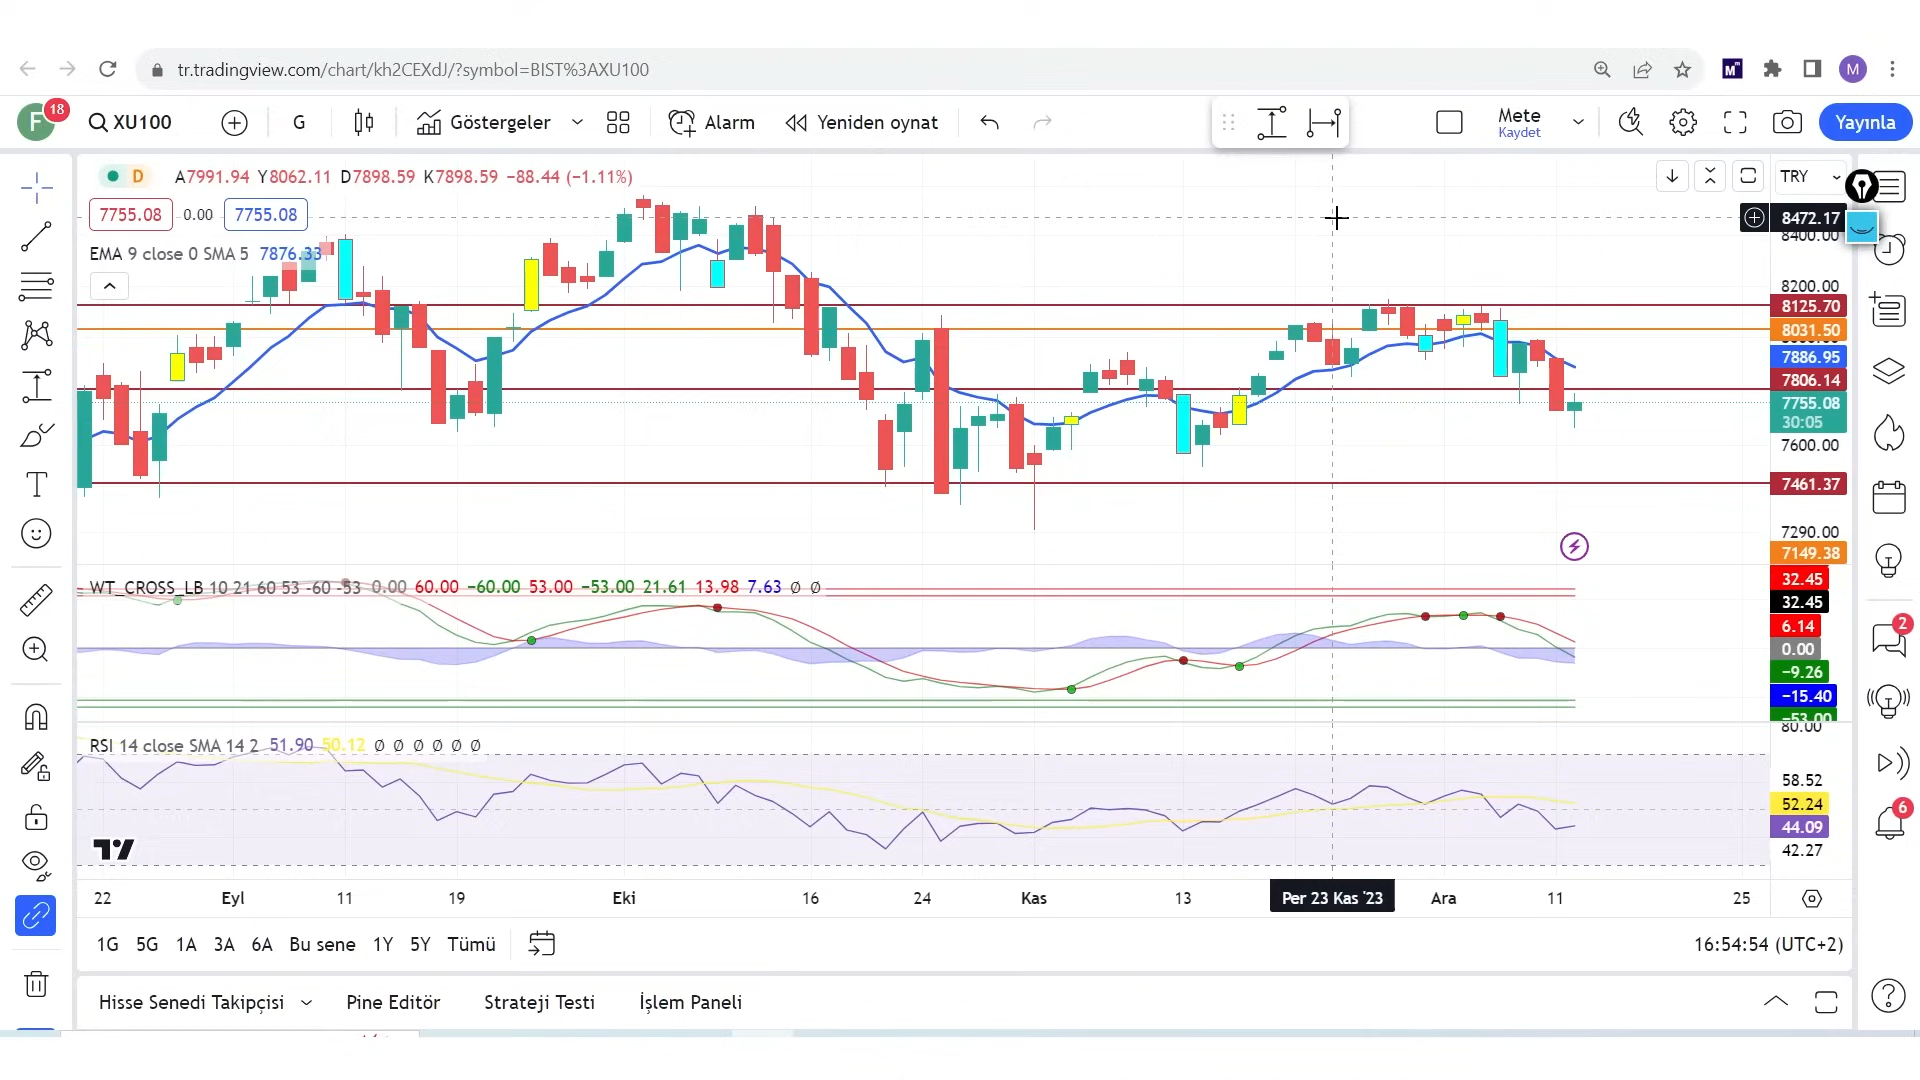 tr.tradingview.com/chart/kh2CEXdJ/?symbol=BIST%3AXU100
M
M
F
18
XU100
G
Göstergeler
Alarm
Yeniden oynat
Mete
Kaydet
Yayınla
D A7991.94 Y8062.11 D7898.59 K7898.59 −88.44 (−1.11%)
TRY
7755.08 0.00 7755.08
8472.17
8400.00
EMA 9 close 0 SMA 5 7876.33
8200.00
8125.70
8031.50
7886.95
7806.14
7755.08
30:05
7600.00
7461.37
7290.00
7149.38
WT_CROSS_LB 10 21 60 53 -60 -53 0.00 60.00 −60.00 53.00 −53.00 21.61 13.98 7.63 ∅ ∅
32.45
32.45
6.14
0.00
−9.26
−15.40
−53.00
2
80.00
RSI 14 close SMA 14 2 51.90 50.12 ∅ ∅ ∅ ∅ ∅ ∅
58.52
52.24
44.09
42.27
6
22 Eyl 11 19 Eki 16 24 Kas 13 Per 23 Kas '23 Ara 11 25
1G 5G 1A 3A 6A Bu sene 1Y 5Y Tümü
16:54:54 (UTC+2)
Hisse Senedi Takipçisi Pine Editör Strateji Testi İşlem Paneli